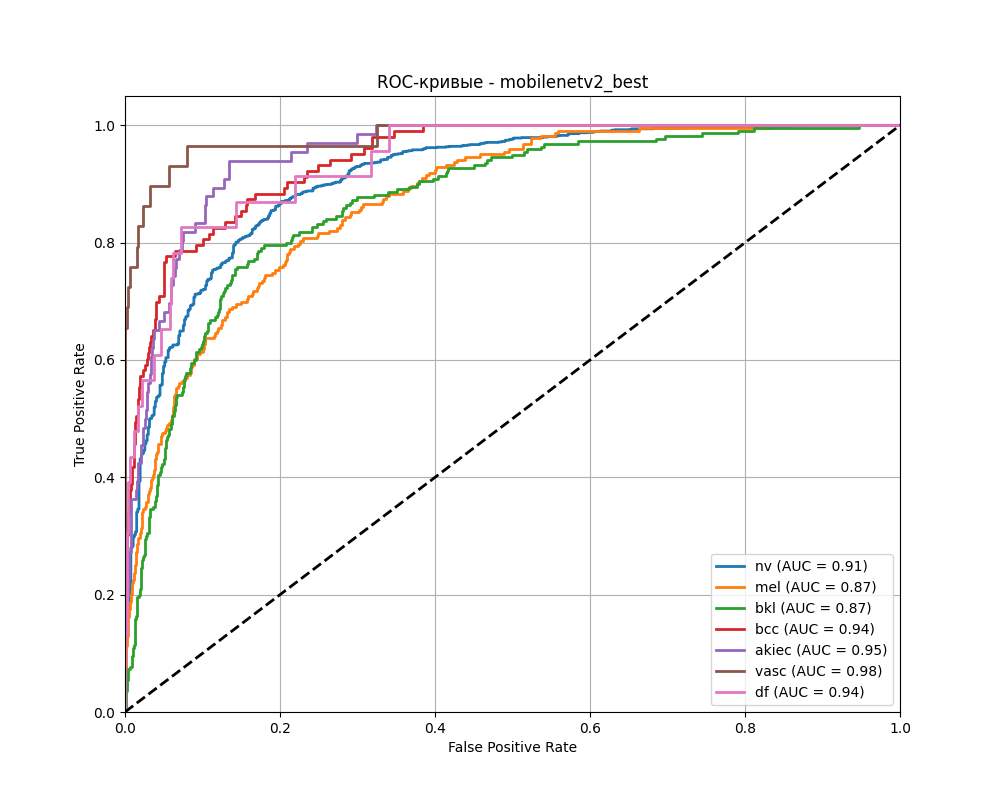 ROC-кривые - mobilenetv2_best
True Positive Rate
1.0
0.8
0.6
0.4
0.2
0.0
0.0 0.2 0.4 0.6 0.8 1.0
False Positive Rate
nv (AUC = 0.91)
mel (AUC = 0.87)
bkl (AUC = 0.87)
bcc (AUC = 0.94)
akiec (AUC = 0.95)
vasc (AUC = 0.98)
df (AUC = 0.94)